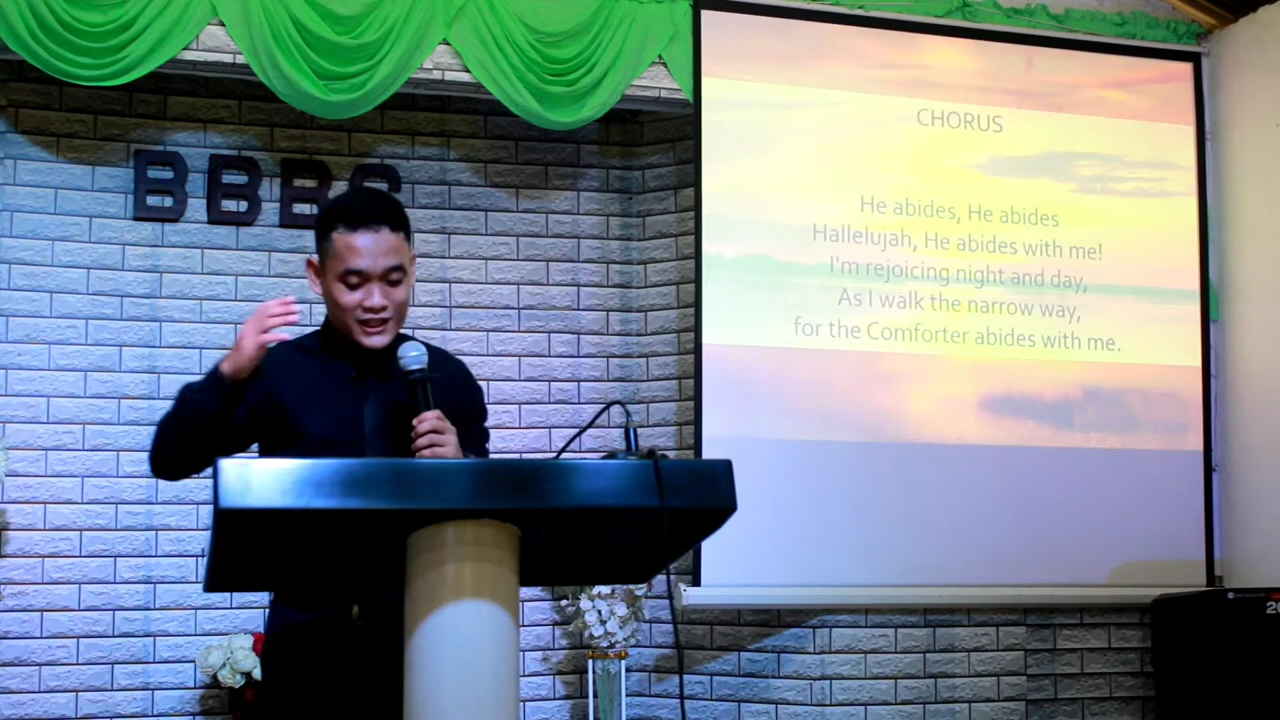 BBBS
CHORUS
He abides, He abides
Hallelujah, He abides with me!
I'm rejoicing night and day,
As I walk the narrow way,
for the Comforter abides with me.